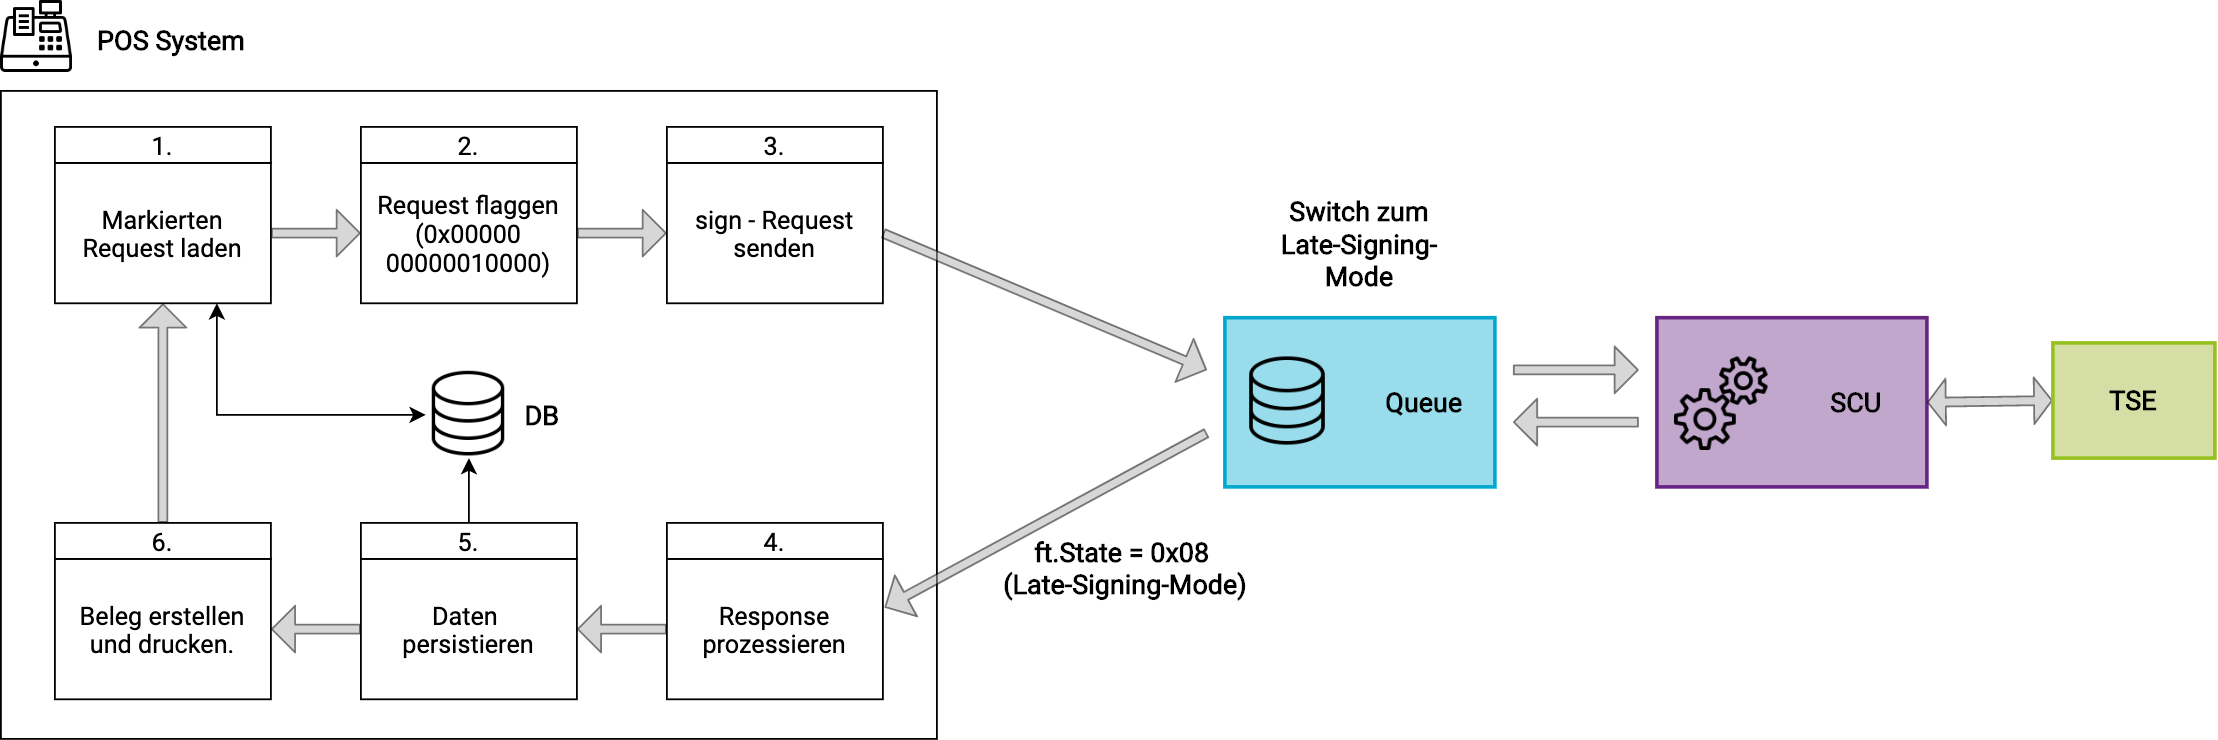 POS System
1.
Markierten
Request laden
2.
Request flaggen
(0x00000
00000010000)
3.
sign - Request
senden
Switch zum
Late-Signing-
Mode
Queue
SCU
TSE
DB
ft.State = 0x08
(Late-Signing-Mode)
4.
Response
prozessieren
5.
Daten
persistieren
6.
Beleg erstellen
und drucken.